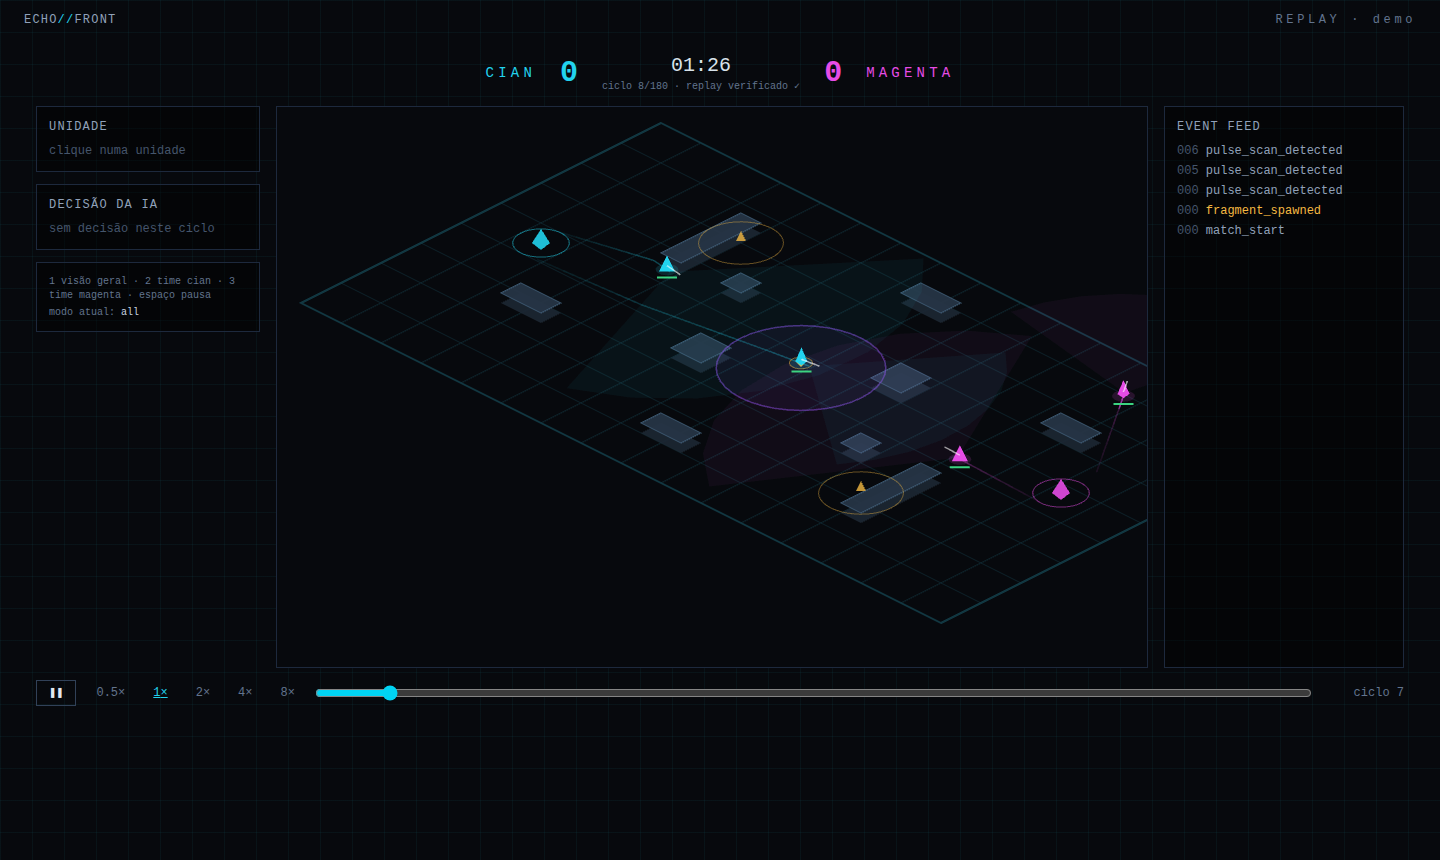 ECHO//FRONT
REPLAY · demo
CIAN 0
01:26
ciclo 8/180 · replay verificado ✓
0 MAGENTA
UNIDADE
clique numa unidade
DECISÃO DA IA
sem decisão neste ciclo
1 visão geral · 2 time cian · 3
time magenta · espaço pausa
modo atual: all
EVENT FEED
006 pulse_scan_detected
005 pulse_scan_detected
000 pulse_scan_detected
000 fragment_spawned
000 match_start
0.5× 1× 2× 4× 8×
ciclo 7